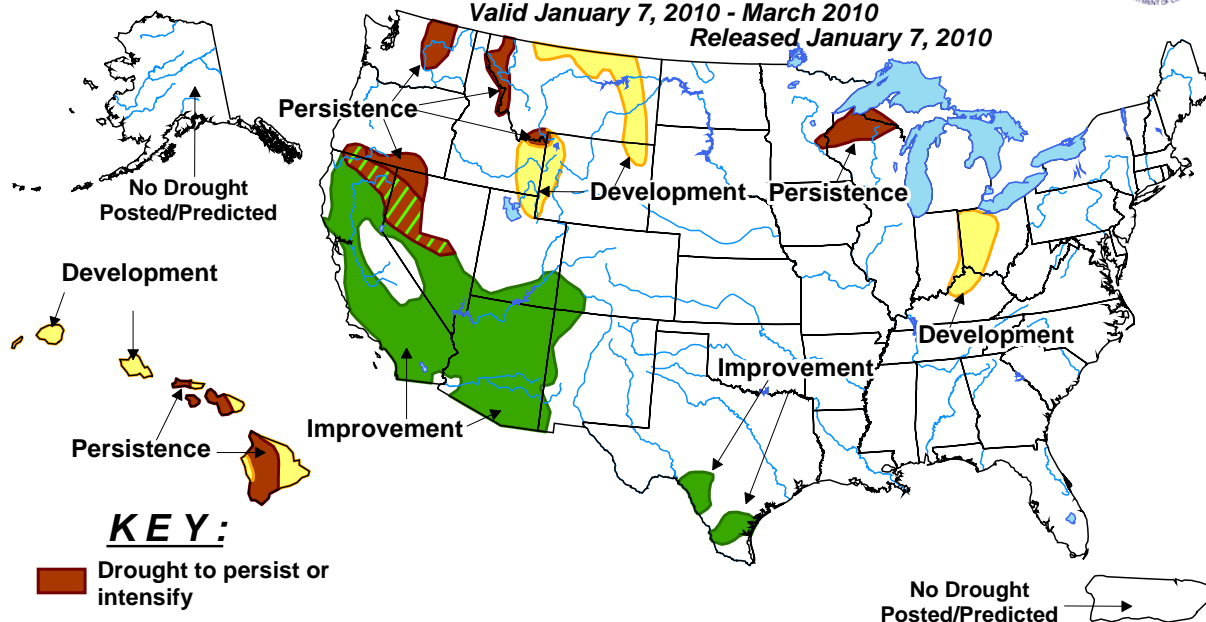 Valid January 7, 2010 - March 2010
Released January 7, 2010
Persistence
No Drought
Posted/Predicted
Development
Persistence
Development
Development
Improvement
Improvement
Persistence
KEY:
Drought to persist or
intensify
No Drought
Posted/Predicted